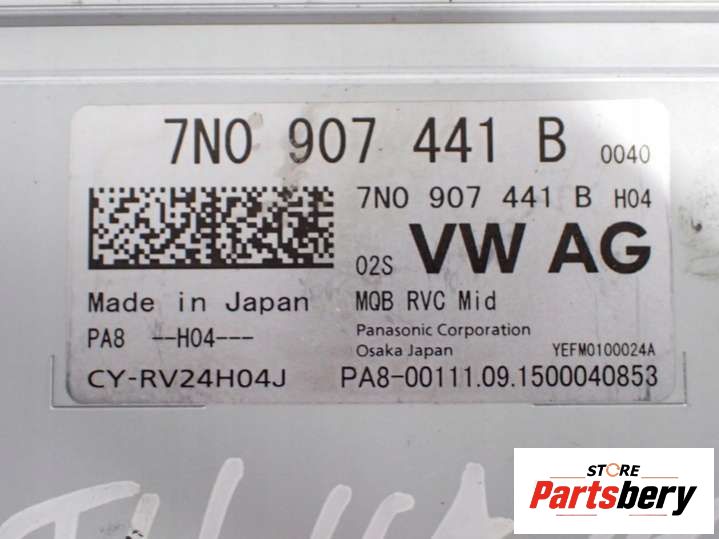 7N0 907 441 B 0040
7N0 907 441 B H04
02S VW AG
Made in Japan
MQB RVC Mid
PA8 --H04---
Panasonic Corporation
Osaka Japan YEFM0100024A
CY-RV24H04J
PA8-00111.09.1500040853
STORE
Partsbery